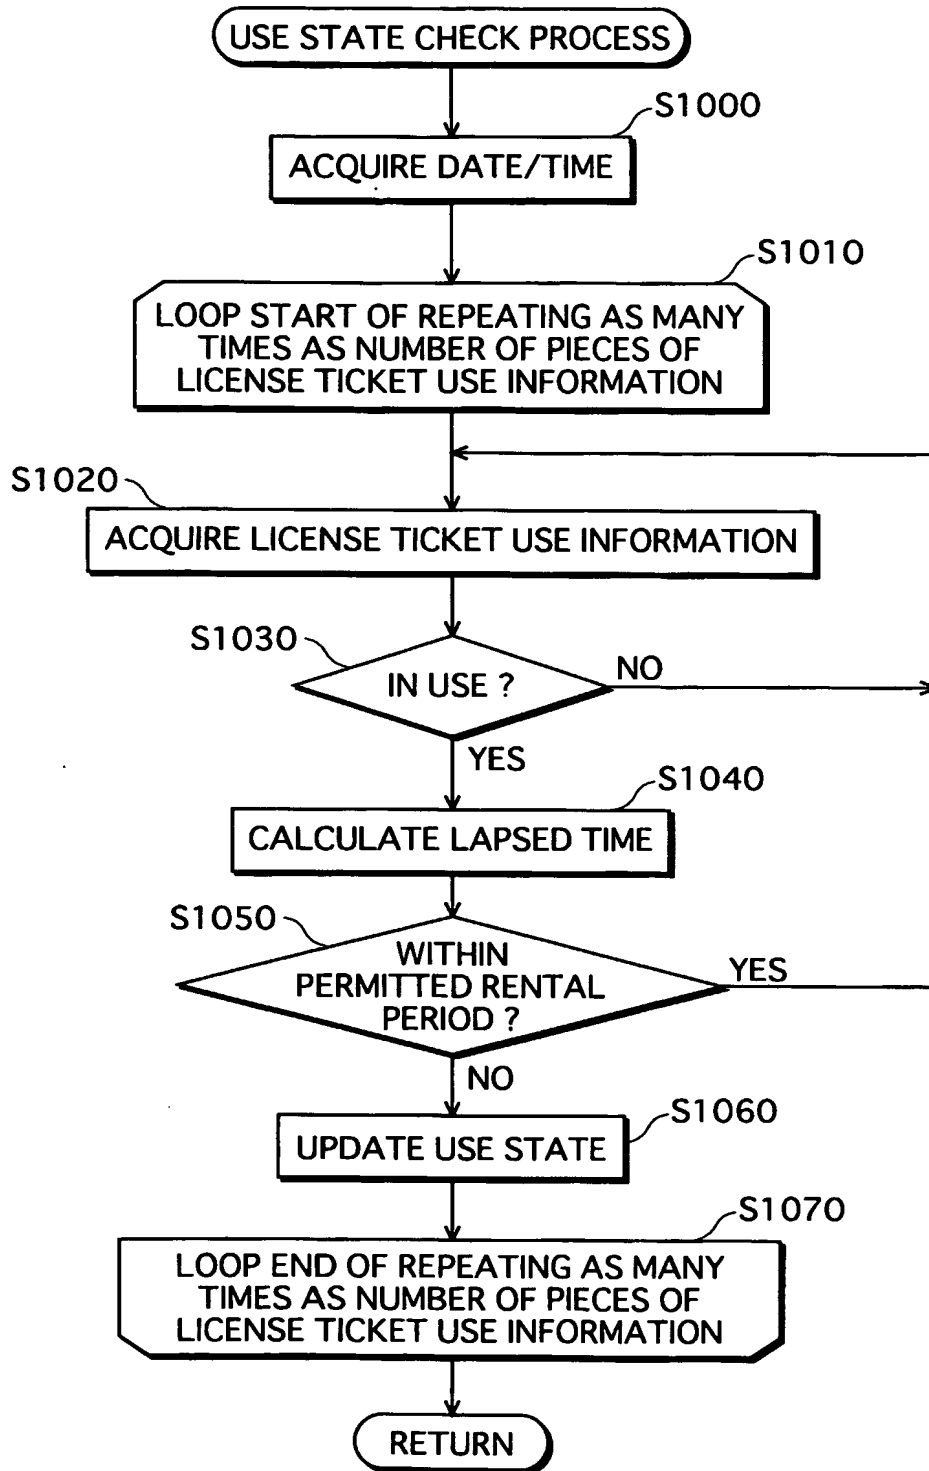 USE STATE CHECK PROCESS
S1000
ACQUIRE DATE/TIME
S1010
LOOP START OF REPEATING AS MANY
TIMES AS NUMBER OF PIECES OF
LICENSE TICKET USE INFORMATION
S1020
ACQUIRE LICENSE TICKET USE INFORMATION
S1030
IN USE ?
NO
YES
S1040
CALCULATE LAPSED TIME
S1050
WITHIN
PERMITTED RENTAL
PERIOD ?
YES
NO
S1060
UPDATE USE STATE
S1070
LOOP END OF REPEATING AS MANY
TIMES AS NUMBER OF PIECES OF
LICENSE TICKET USE INFORMATION
RETURN